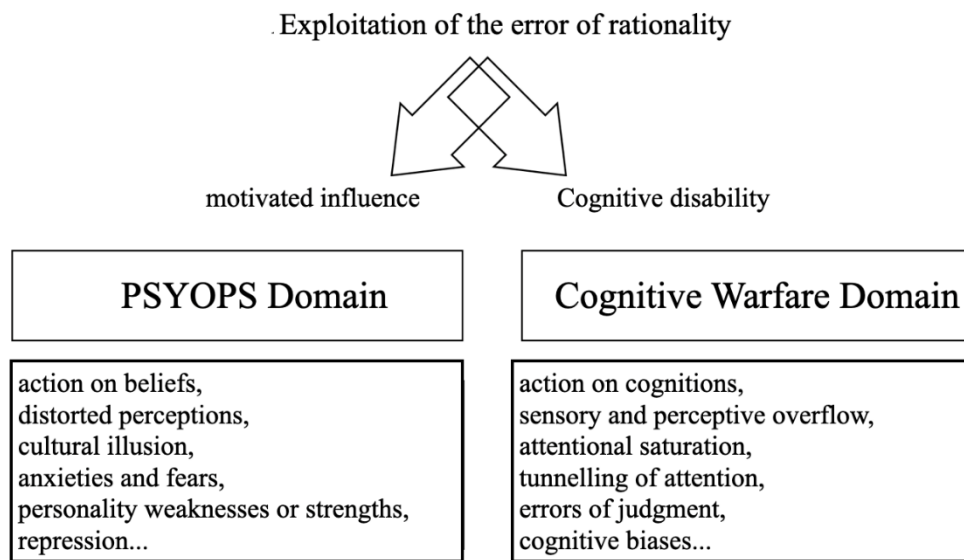 . Exploitation of the error of rationality
motivated influence
Cognitive disability
PSYOPS Domain
Cognitive Warfare Domain
action on beliefs,
distorted perceptions,
cultural illusion,
anxieties and fears,
personality weaknesses or strengths,
repression...
action on cognitions,
sensory and perceptive overflow,
attentional saturation,
tunnelling of attention,
errors of judgment,
cognitive biases...